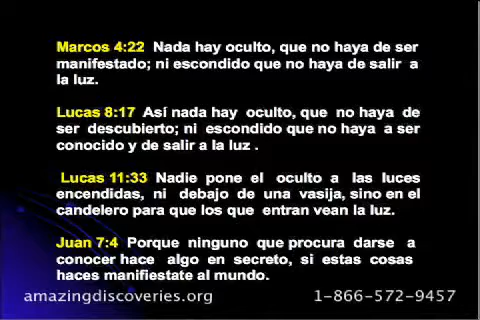 Marcos 4:22 Nada hay oculto, que no haya de ser
manifestado; ni escondido que no haya de salir a
la luz.
Lucas 8:17 Así nada hay oculto, que no haya de
ser descubierto; ni escondido que no haya a ser
conocido y de salir a la luz .
Lucas 11:33 Nadie pone el oculto a las luces
encendidas, ni debajo de una vasija, sino en el
candelero para que los que entran vean la luz.
Juan 7:4 Porque ninguno que procura darse a
conocer hace algo en secreto, si estas cosas
haces manifiestate al mundo.
amazingdiscoveries.org 1-866-572-9457